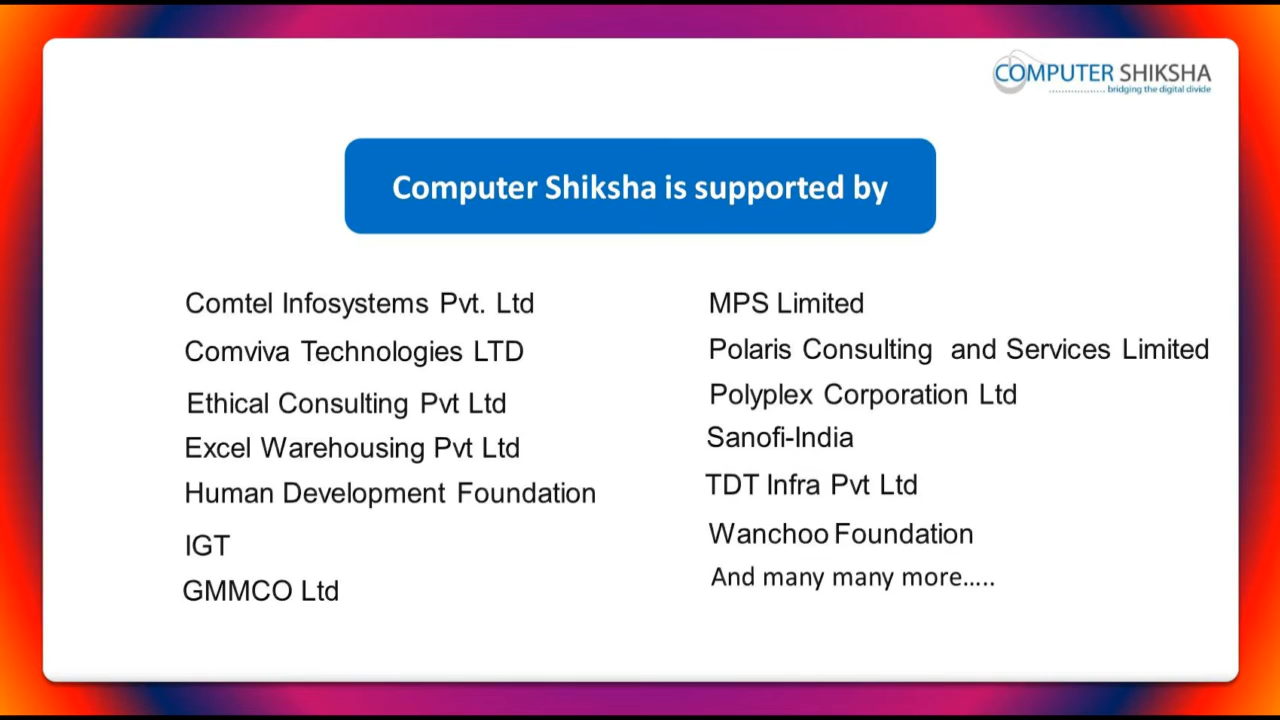 COMPUTER SHIKSHA
bridging the digital divide
Computer Shiksha is supported by
Comtel Infosystems Pvt. Ltd
Comviva Technologies LTD
Ethical Consulting Pvt Ltd
Excel Warehousing Pvt Ltd
Human Development Foundation
IGT
GMMCO Ltd
MPS Limited
Polaris Consulting and Services Limited
Polyplex Corporation Ltd
Sanofi-India
TDT Infra Pvt Ltd
Wanchoo Foundation
And many many more.....